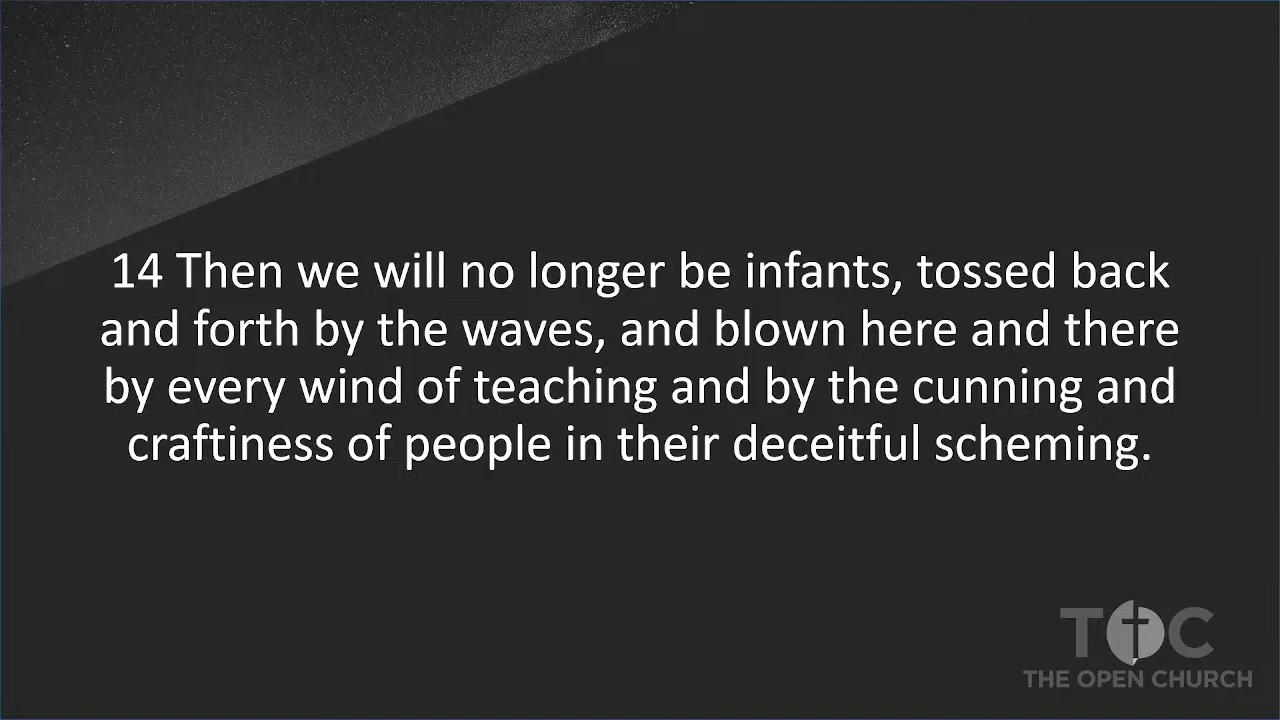 14 Then we will no longer be infants, tossed back
and forth by the waves, and blown here and there
by every wind of teaching and by the cunning and
craftiness of people in their deceitful scheming.
TOC
THE OPEN CHURCH